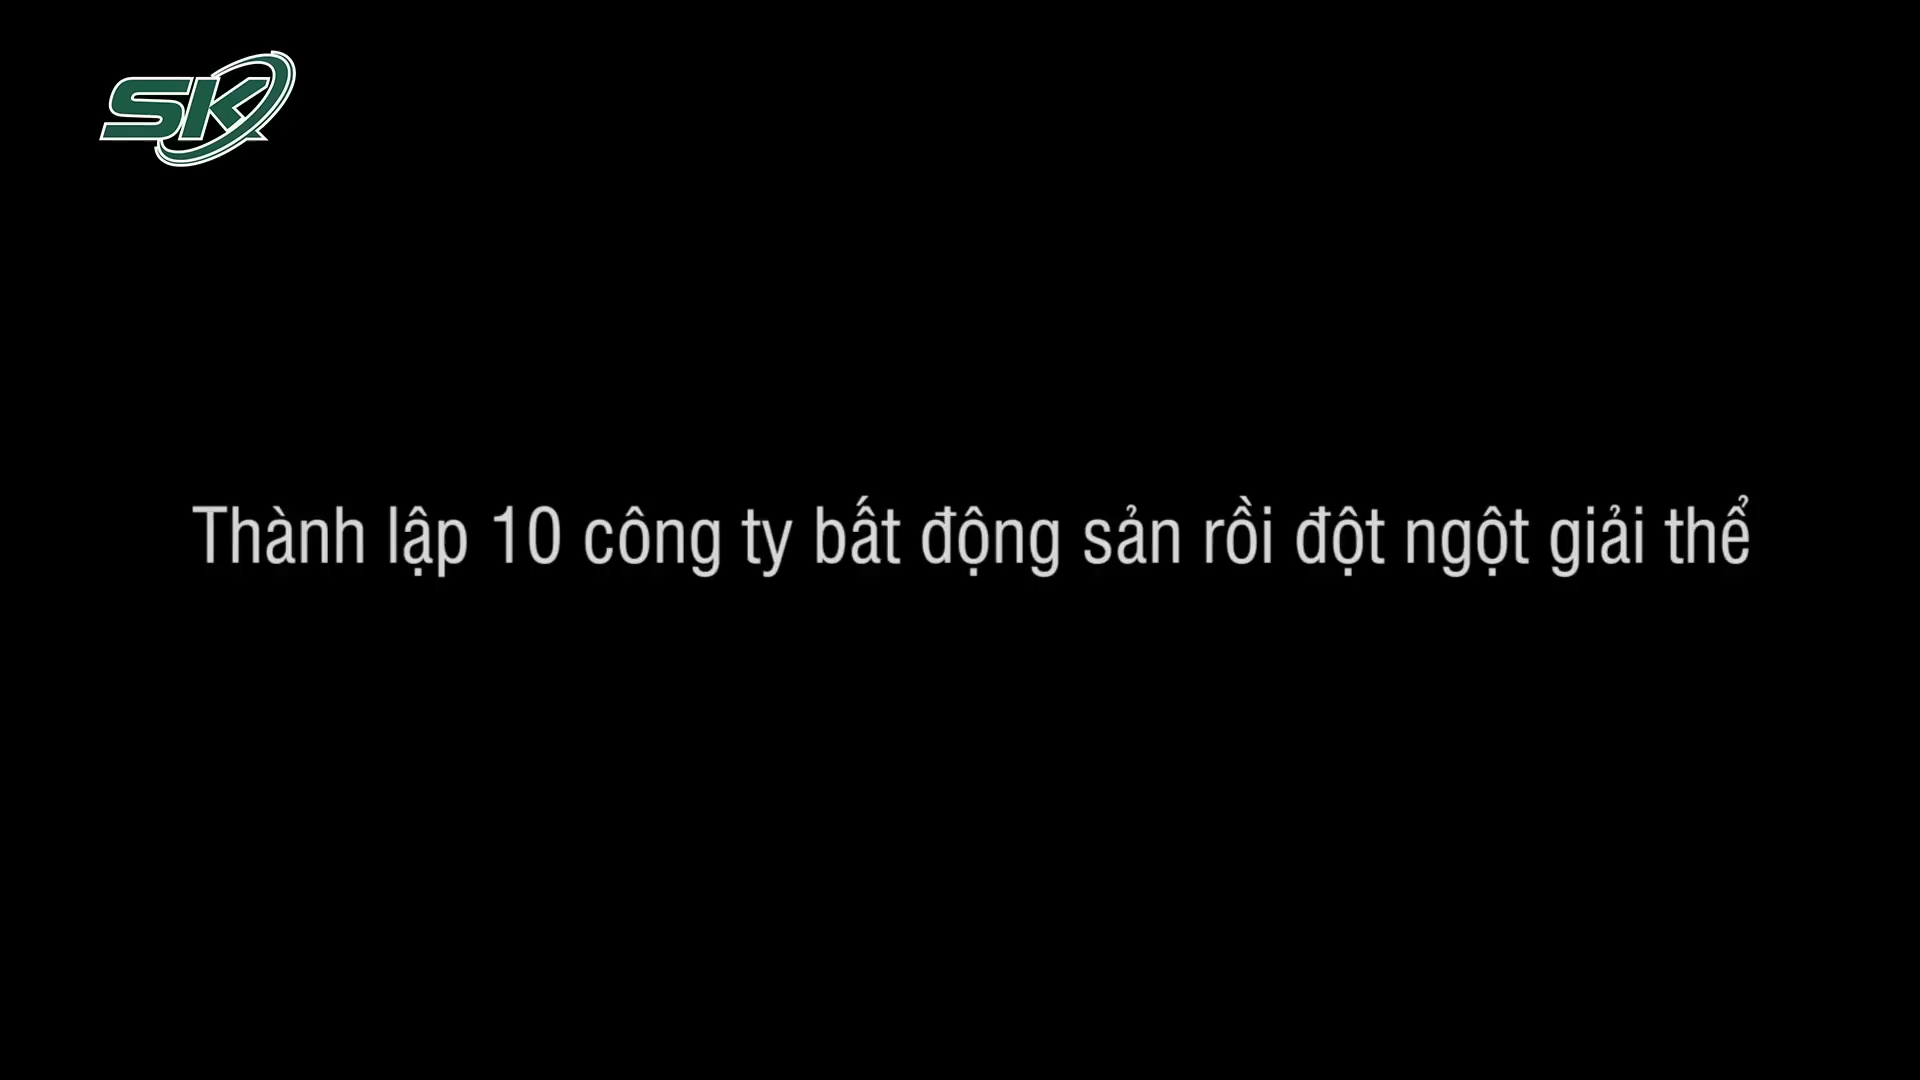 SK
Thành lập 10 công ty bất động sản rồi đột ngột giải thể